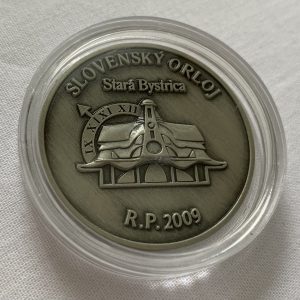 SLOVENSKÝ ORLOJ
Stará Bystrica
IX X XI XII
R.P. 2009